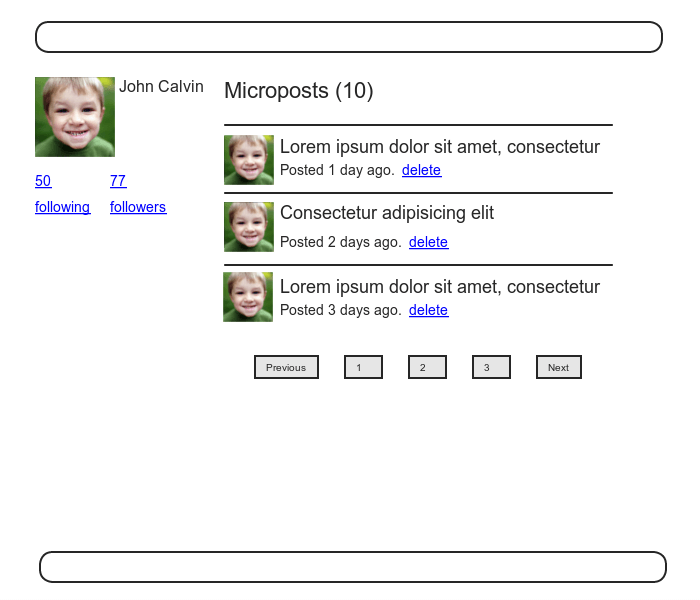 John Calvin
50
following
77
followers
Microposts (10)
Lorem ipsum dolor sit amet, consectetur
Posted 1 day ago. delete
Consectetur adipisicing elit
Posted 2 days ago. delete
Lorem ipsum dolor sit amet, consectetur
Posted 3 days ago. delete
Previous 1 2 3 Next